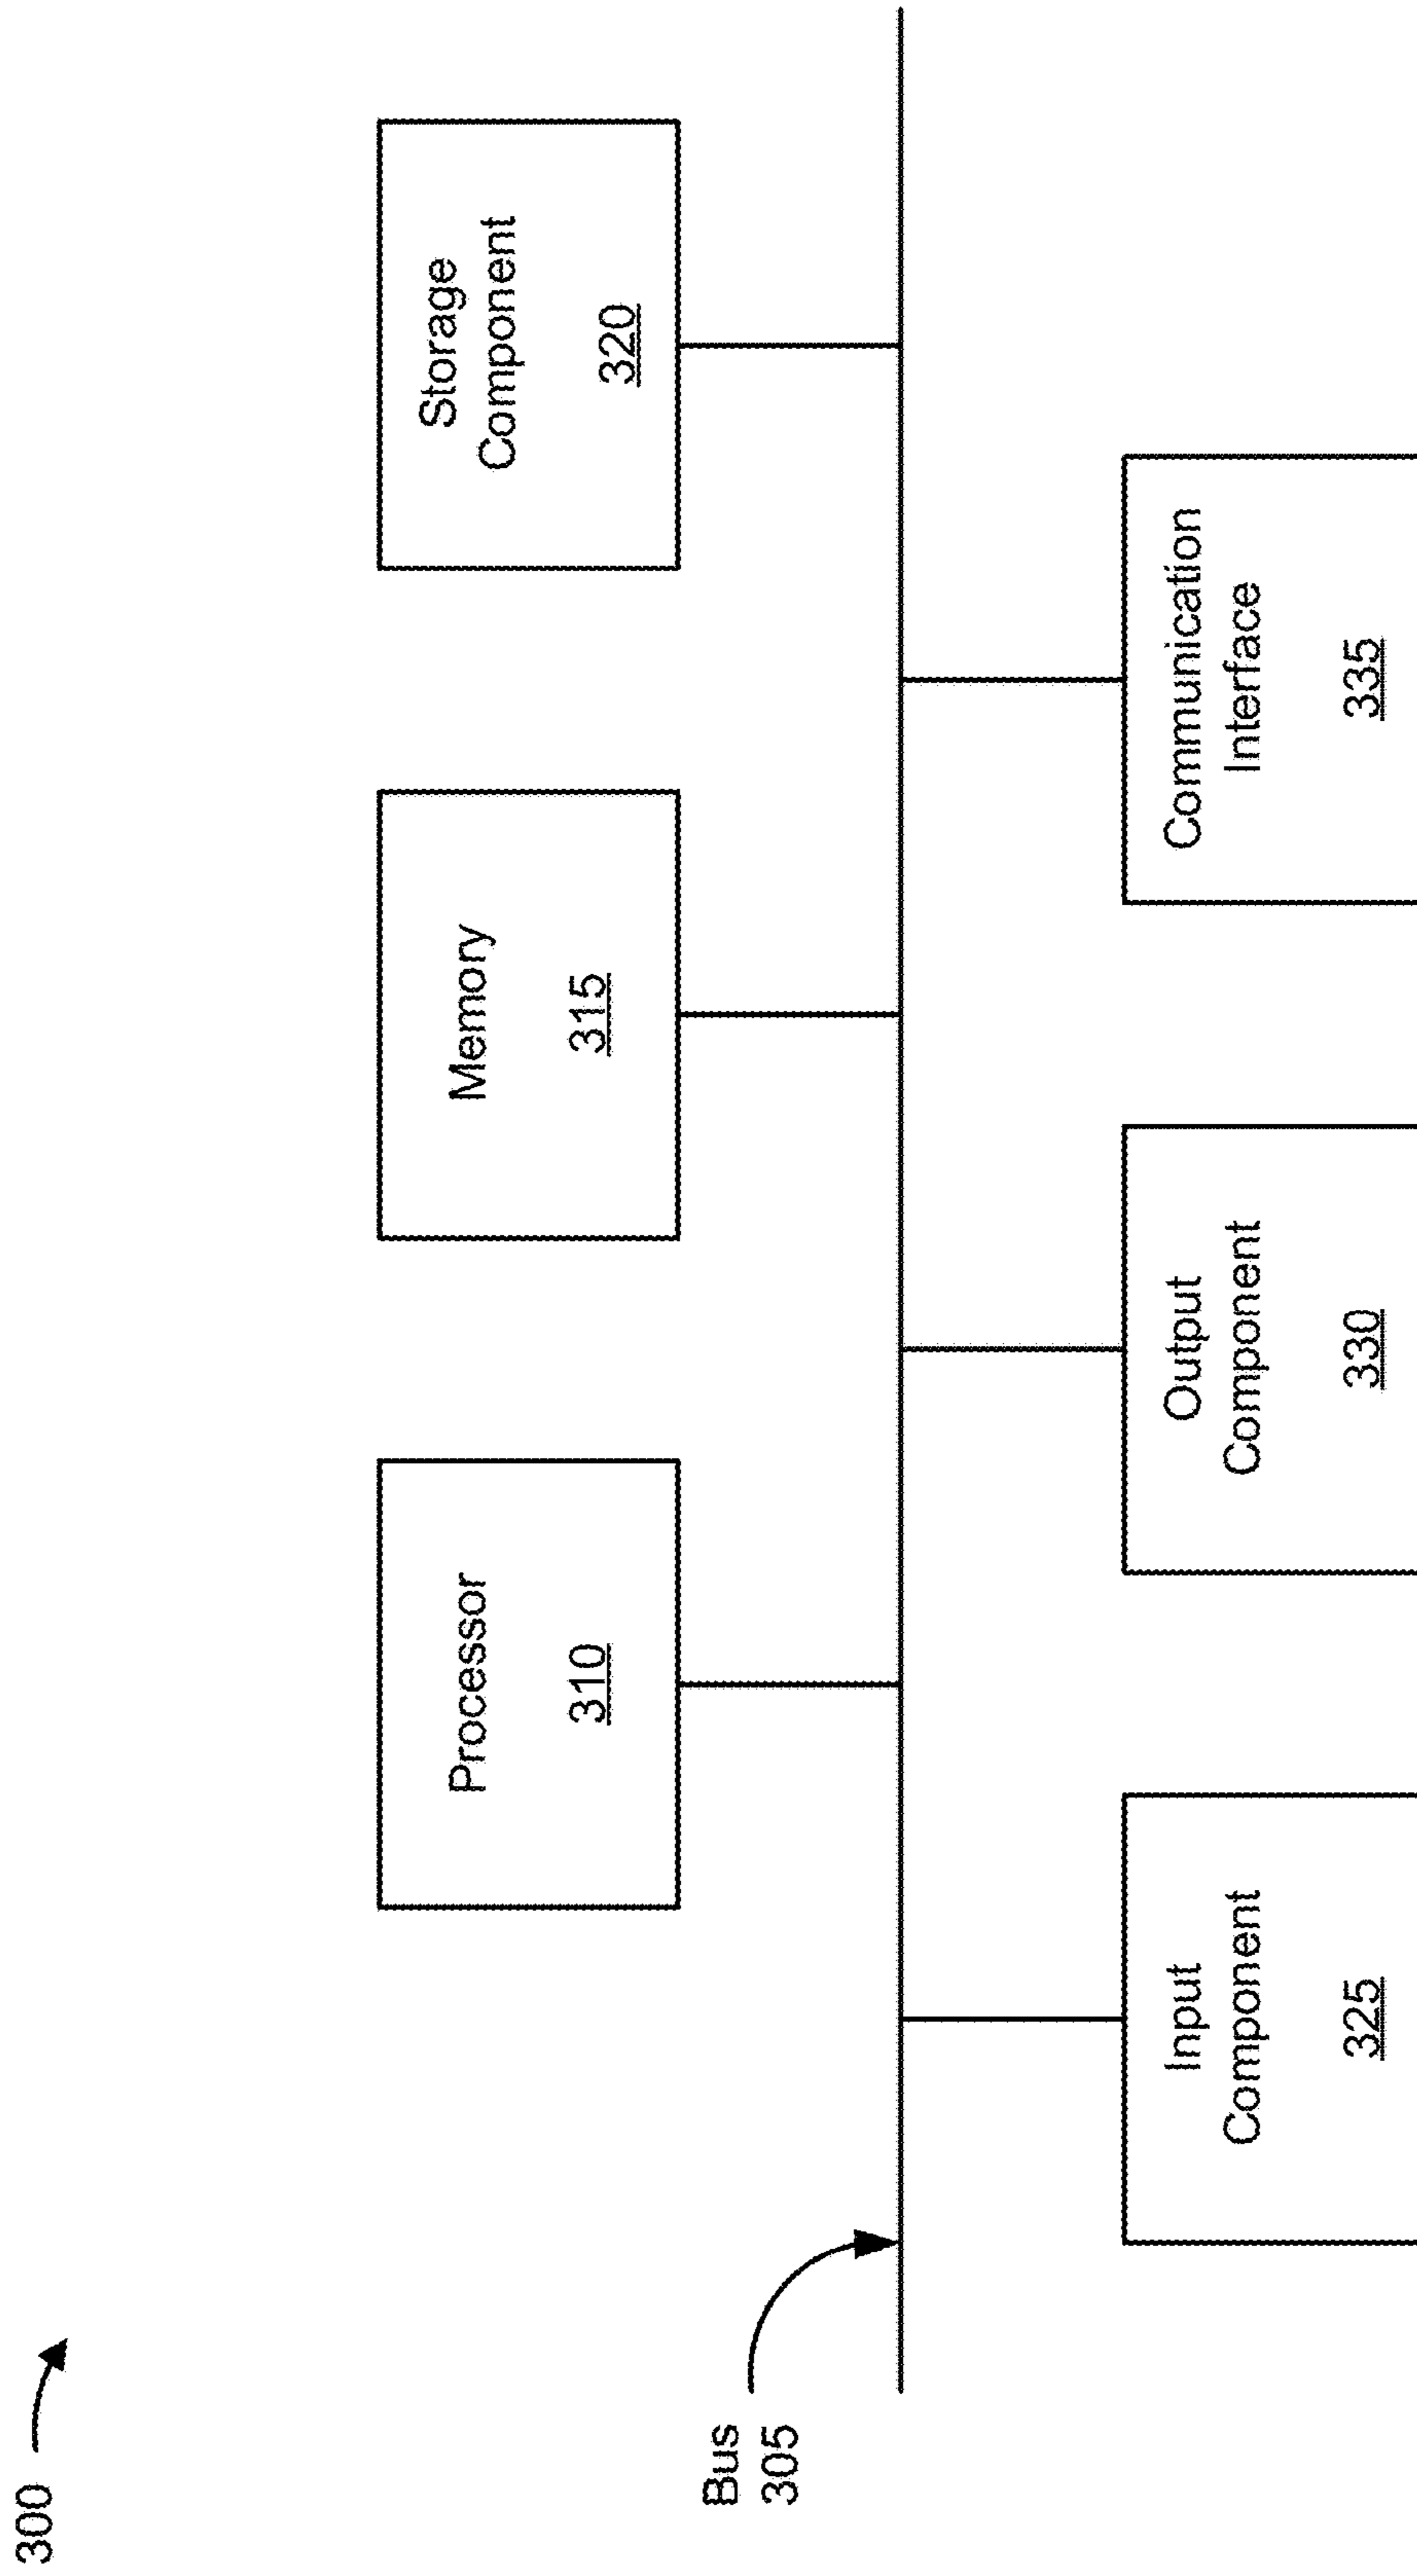 300
Processor
310
Memory
315
Storage
Component
320
Bus
305
Input
Component
325
Output
Component
330
Communication
Interface
335